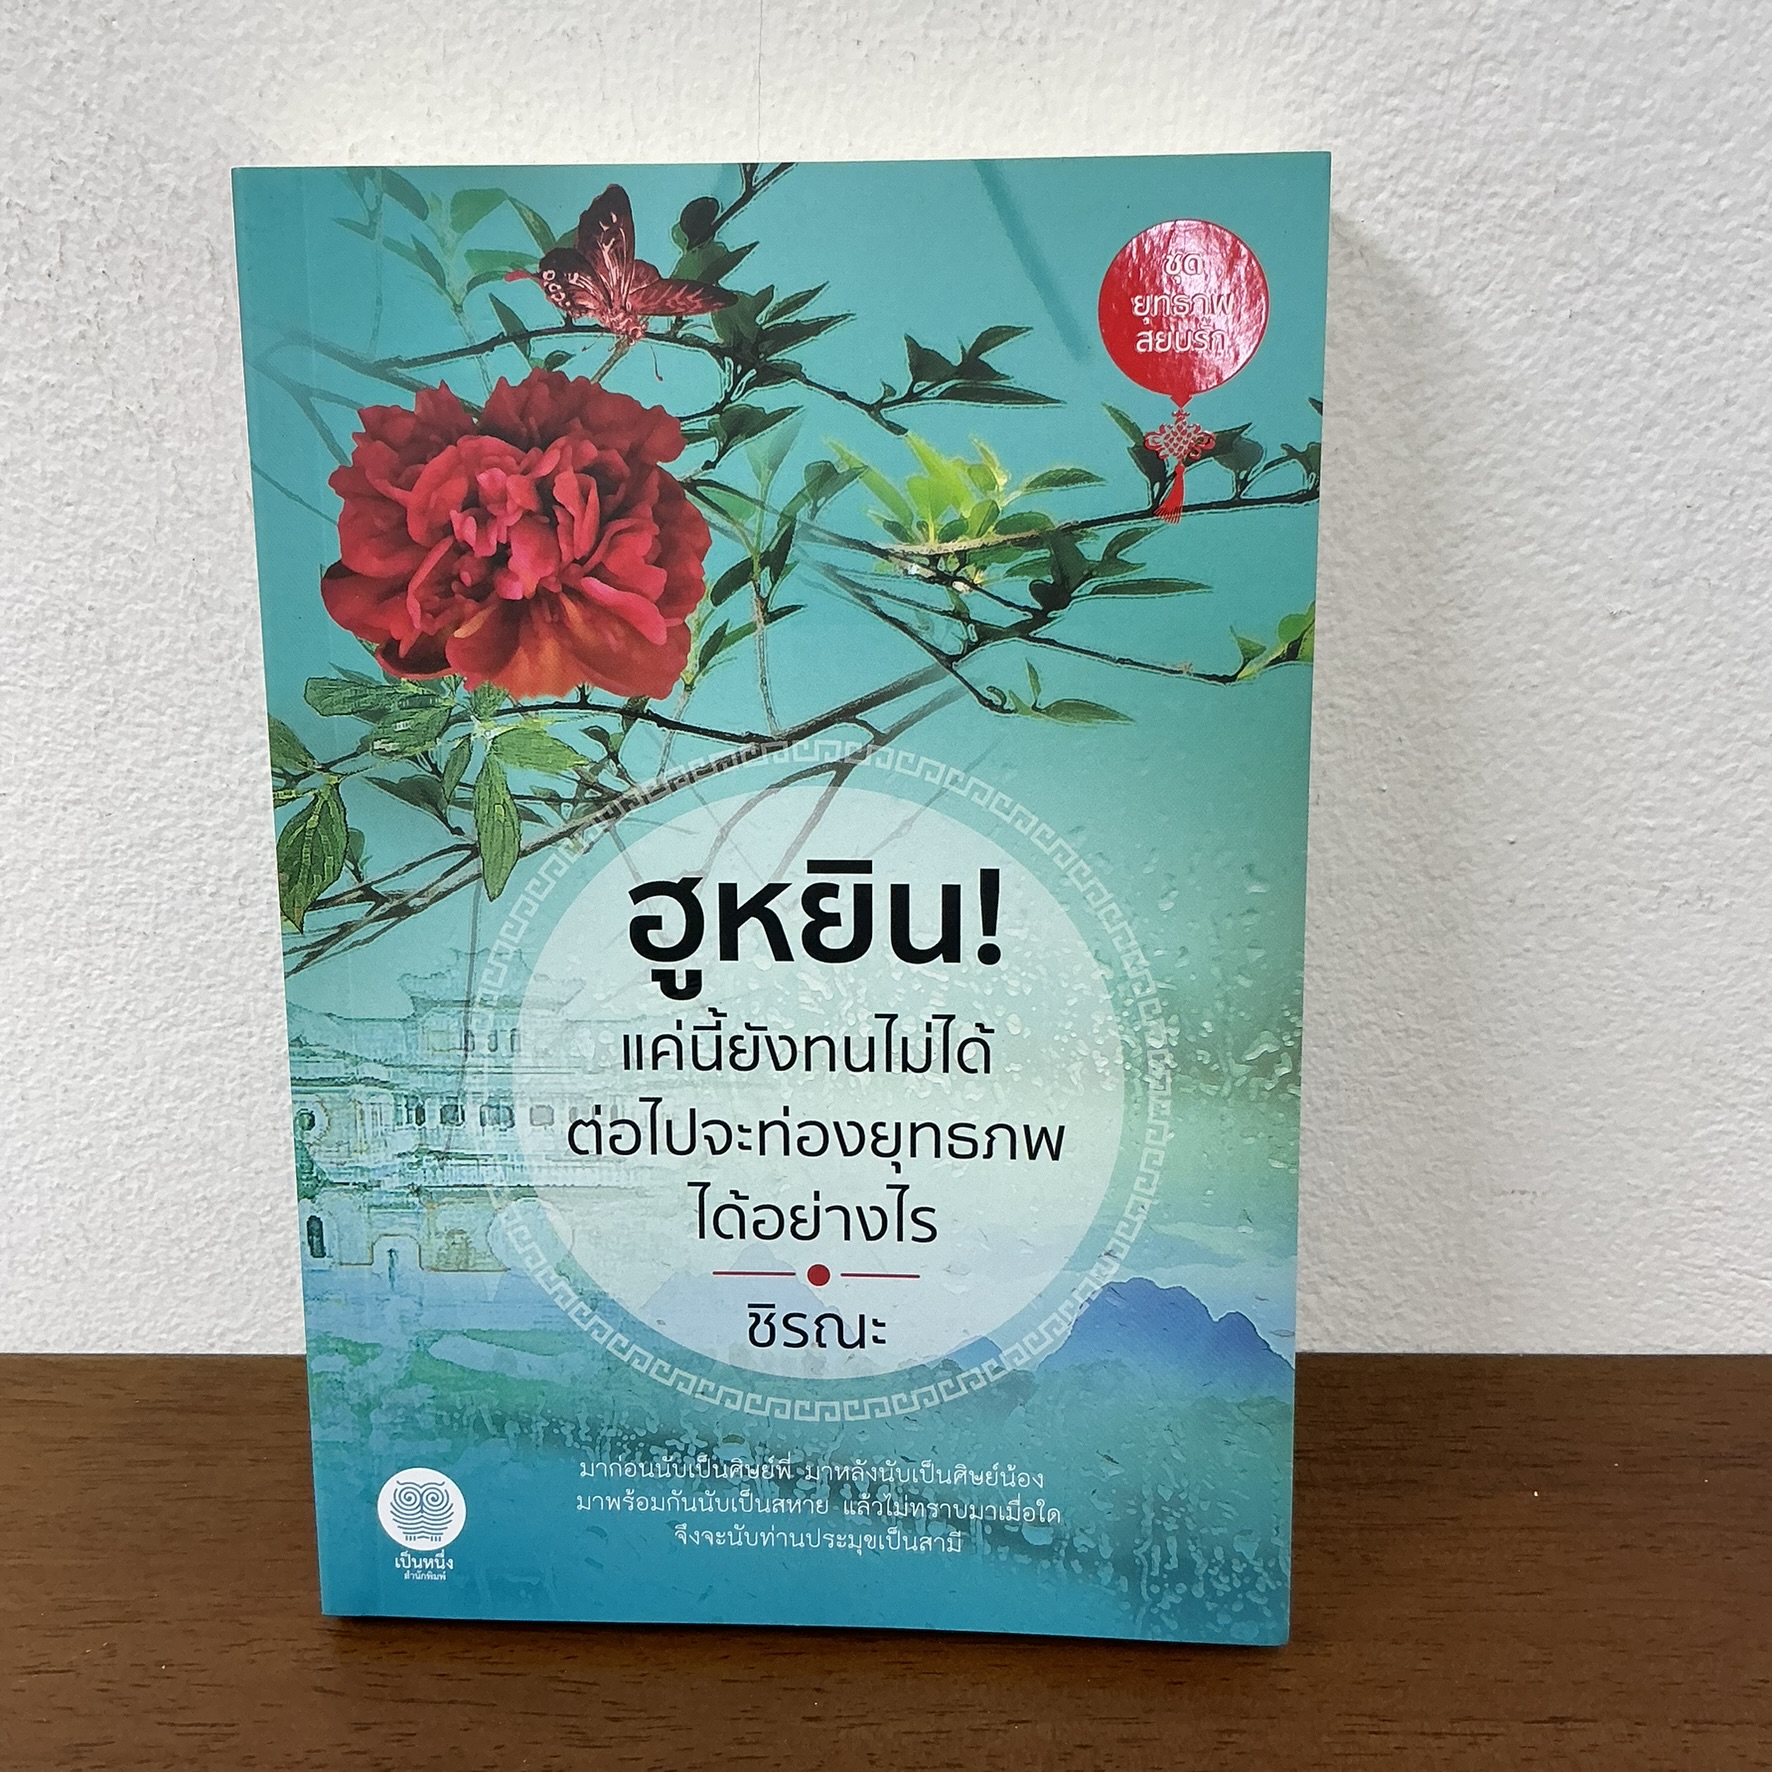 ชุด
ยุทธภพ
สยบรัก
ฮูหยิน!
แค่นี้ยังทนไม่ได้
ต่อไปจะท่องยุทธภพ
ได้อย่างไร
ชิรณะ
มาก่อนนับเป็นศิษย์พี่ มาหลังนับเป็นศิษย์น้อง
มาพร้อมกันนับเป็นสหาย แล้วไม่ทราบมาเมื่อใด
จึงจะนับท่านประมุขเป็นสามี
เป็นหนึ่ง
สำนักพิมพ์